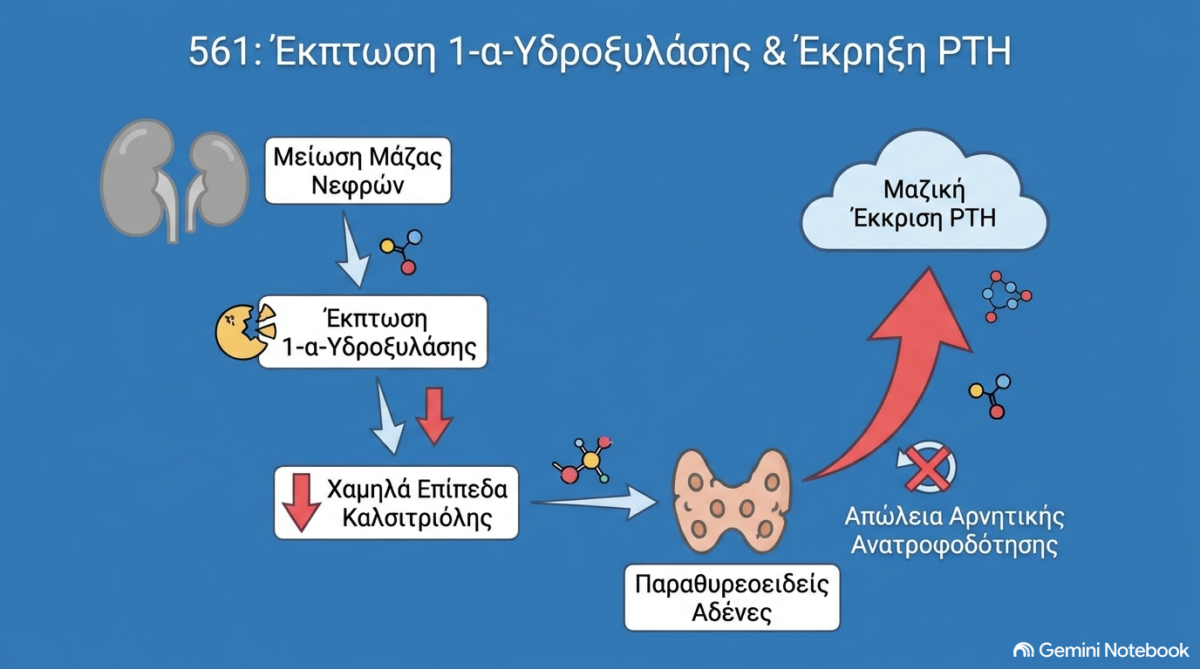 561: Έκπτωση 1-α-Υδροξυλάσης & Έκρηξη PTH
Μείωση Μάζας
Νεφρών
Έκπτωση
1-α-Υδροξυλάσης
Χαμηλά Επίπεδα
Καλσιτριόλης
Παραθυρεοειδείς
Αδένες
Μαζική
Έκκριση PTH
Απώλεια Αρνητικής
Ανατροφοδότησης
Gemini Notebook